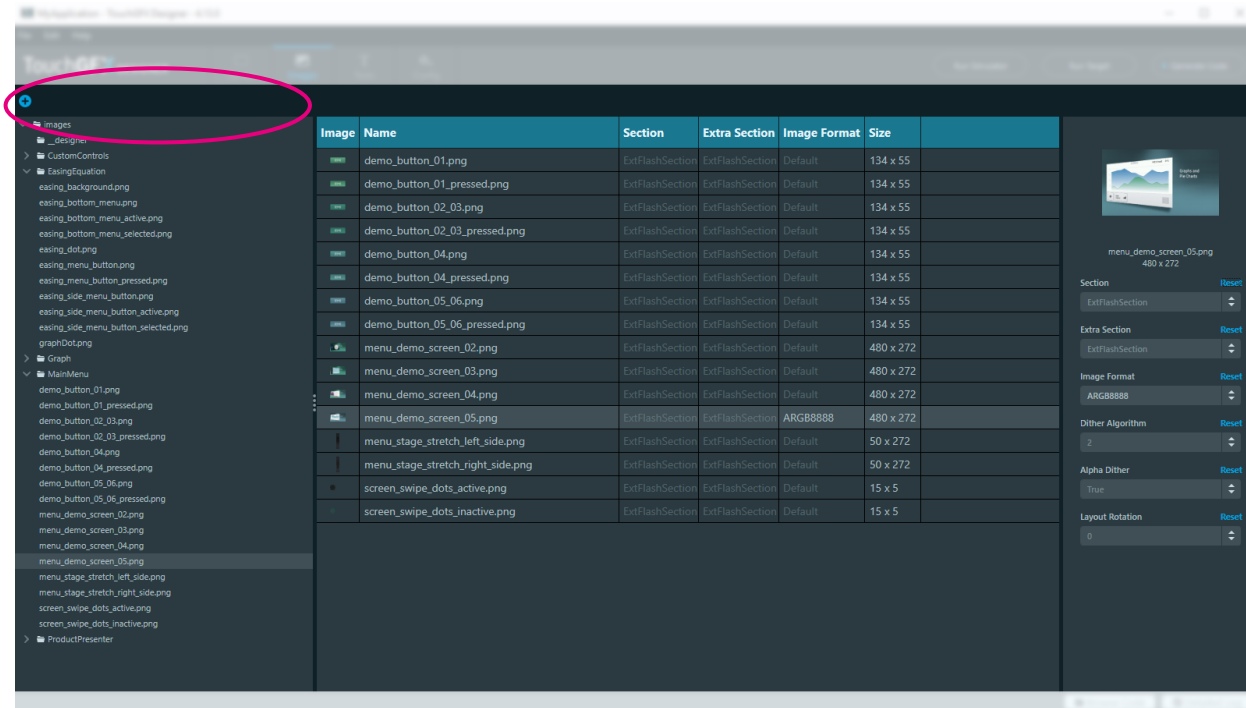 TouchGFX
images
__designer
CustomControls
EasingEquation
easing_background.png
easing_bottom_menu.png
easing_bottom_menu_active.png
easing_bottom_menu_selected.png
easing_dot.png
easing_menu_button.png
easing_menu_button_pressed.png
easing_side_menu_button.png
easing_side_menu_button_active.png
easing_side_menu_button_selected.png
graphDot.png
Graph
MainMenu
demo_button_01.png
demo_button_01_pressed.png
demo_button_02_03.png
demo_button_02_03_pressed.png
demo_button_04.png
demo_button_04_pressed.png
demo_button_05_06.png
demo_button_05_06_pressed.png
menu_demo_screen_02.png
menu_demo_screen_03.png
menu_demo_screen_04.png
menu_demo_screen_05.png
menu_stage_stretch_left_side.png
menu_stage_stretch_right_side.png
screen_swipe_dots_active.png
screen_swipe_dots_inactive.png
ProductPresenter
Image Name Section Extra Section Image Format Size
demo_button_01.png ExtFlashSection ExtFlashSection Default 134 x 55
demo_button_01_pressed.png ExtFlashSection ExtFlashSection Default 134 x 55
demo_button_02_03.png ExtFlashSection ExtFlashSection Default 134 x 55
demo_button_02_03_pressed.png ExtFlashSection ExtFlashSection Default 134 x 55
demo_button_04.png ExtFlashSection ExtFlashSection Default 134 x 55
demo_button_04_pressed.png ExtFlashSection ExtFlashSection Default 134 x 55
demo_button_05_06.png ExtFlashSection ExtFlashSection Default 134 x 55
demo_button_05_06_pressed.png ExtFlashSection ExtFlashSection Default 134 x 55
menu_demo_screen_02.png ExtFlashSection ExtFlashSection Default 480 x 272
menu_demo_screen_03.png ExtFlashSection ExtFlashSection Default 480 x 272
menu_demo_screen_04.png ExtFlashSection ExtFlashSection Default 480 x 272
menu_demo_screen_05.png ExtFlashSection ExtFlashSection ARGB8888 480 x 272
menu_stage_stretch_left_side.png ExtFlashSection ExtFlashSection Default 50 x 272
menu_stage_stretch_right_side.png ExtFlashSection ExtFlashSection Default 50 x 272
screen_swipe_dots_active.png ExtFlashSection ExtFlashSection Default 15 x 5
screen_swipe_dots_inactive.png ExtFlashSection ExtFlashSection Default 15 x 5
Graphs and
Pie Charts
menu_demo_screen_05.png
480 x 272
Section Reset
ExtFlashSection
Extra Section Reset
ExtFlashSection
Image Format Reset
ARGB8888
Dither Algorithm Reset
2
Alpha Dither Reset
True
Layout Rotation Reset
0